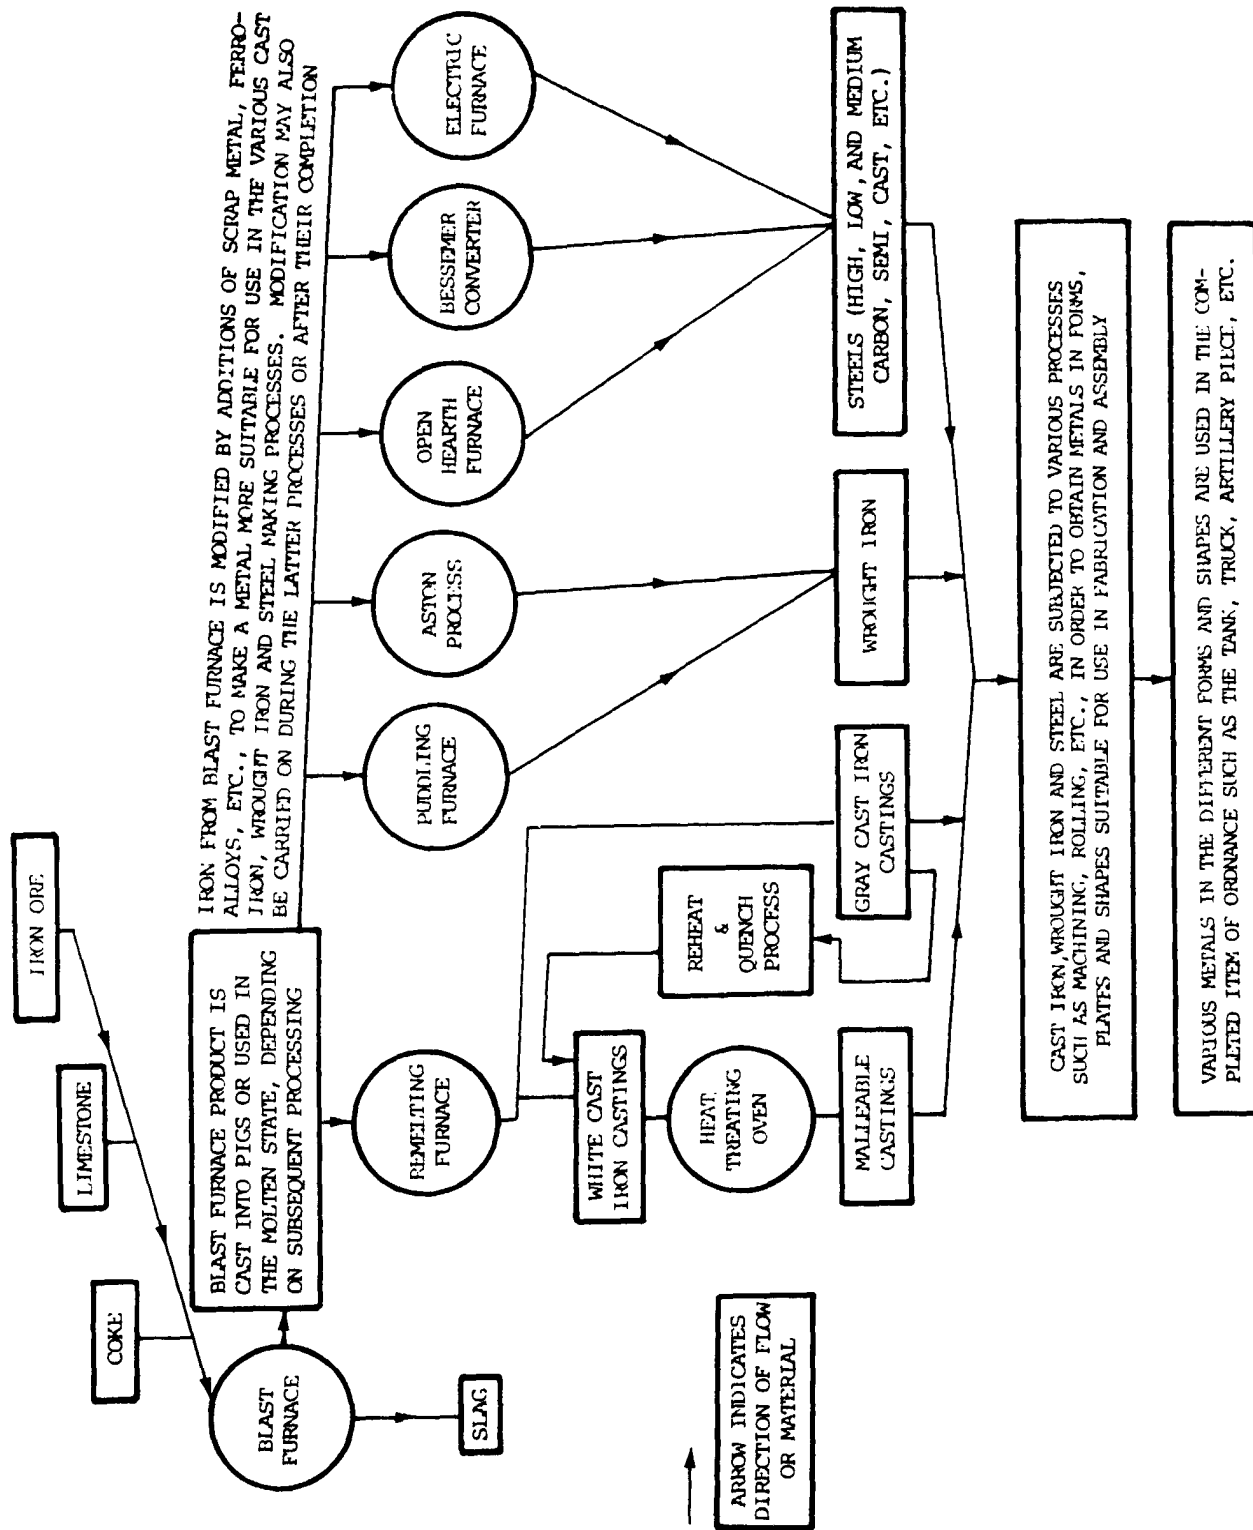 IRON ORE
LIMESTONE
COKE
BLAST
FURNACE
SLAG
BLAST FURNACE PRODUCT IS
CAST INTO PIGS OR USED IN
THE MOLTEN STATE, DEPENDING
ON SUBSEQUENT PROCESSING
IRON FROM BLAST FURNACE IS MODIFIED BY ADDITIONS OF SCRAP METAL, FERRO-
ALLOYS, ETC., TO MAKE A METAL MORE SUITABLE FOR USE IN THE VARIOUS CAST
IRON, WROUGHT IRON AND STEEL MAKING PROCESSES. MODIFICATION MAY ALSO
BE CARRIED ON DURING THE LATTER PROCESSES OR AFTER THEIR COMPLETION
REMELTING
FURNACE
PUDDLING
FURNACE
ASTON
PROCESS
OPEN
HEARTH
FURNACE
BESSEMER
CONVERTER
ELECTRIC
FURNACE
WHITE CAST
IRON CASTINGS
REHEAT
&
QUENCH
PROCESS
HEAT
TREATING
OVEN
MALLEABLE
CASTINGS
GRAY CAST IRON
CASTINGS
WROUGHT IRON
STEELS (HIGH, LOW, AND MEDIUM
CARBON, SEMI, CAST, ETC.)
ARROW INDICATES
DIRECTION OF FLOW
OR MATERIAL
CAST IRON, WROUGHT IRON AND STEEL ARE SUBJECTED TO VARIOUS PROCESSES
SUCH AS MACHINING, ROLLING, ETC., IN ORDER TO OBTAIN METALS IN FORMS,
PLATES AND SHAPES SUITABLE FOR USE IN FABRICATION AND ASSEMBLY
VARIOUS METALS IN THE DIFFERENT FORMS AND SHAPES ARE USED IN THE COM-
PLETED ITEM OF ORDNANCE SUCH AS THE TANK, TRUCK, ARTILLERY PIECE, ETC.